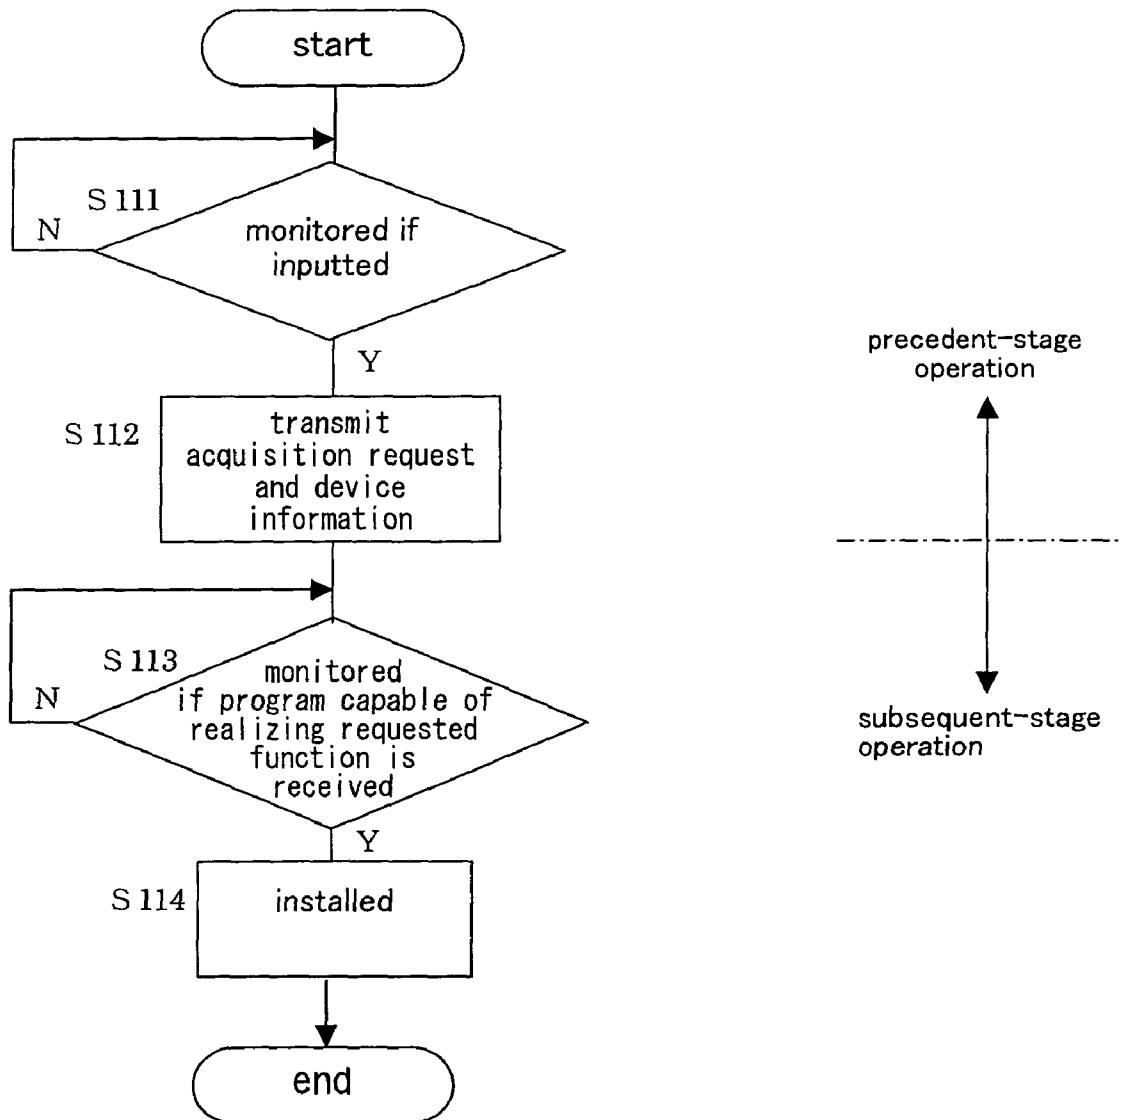 start
S 111
N
monitored if
inputted
Y
S 112
transmit
acquisition request
and device
information
S 113
N
monitored
if program capable of
realizing requested
function is
received
Y
S 114
installed
end
precedent-stage
operation
subsequent-stage
operation